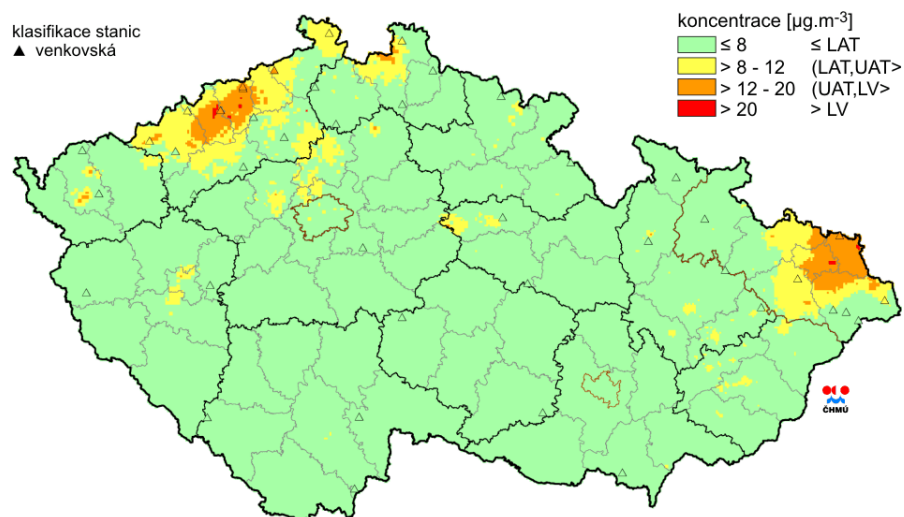 klasifikace stanic
▲ venkovská
koncentrace [µg.m-3]
≤ 8 ≤ LAT
> 8 - 12 (LAT,UAT>
> 12 - 20 (UAT,LV>
> 20 > LV
ČHMÚ